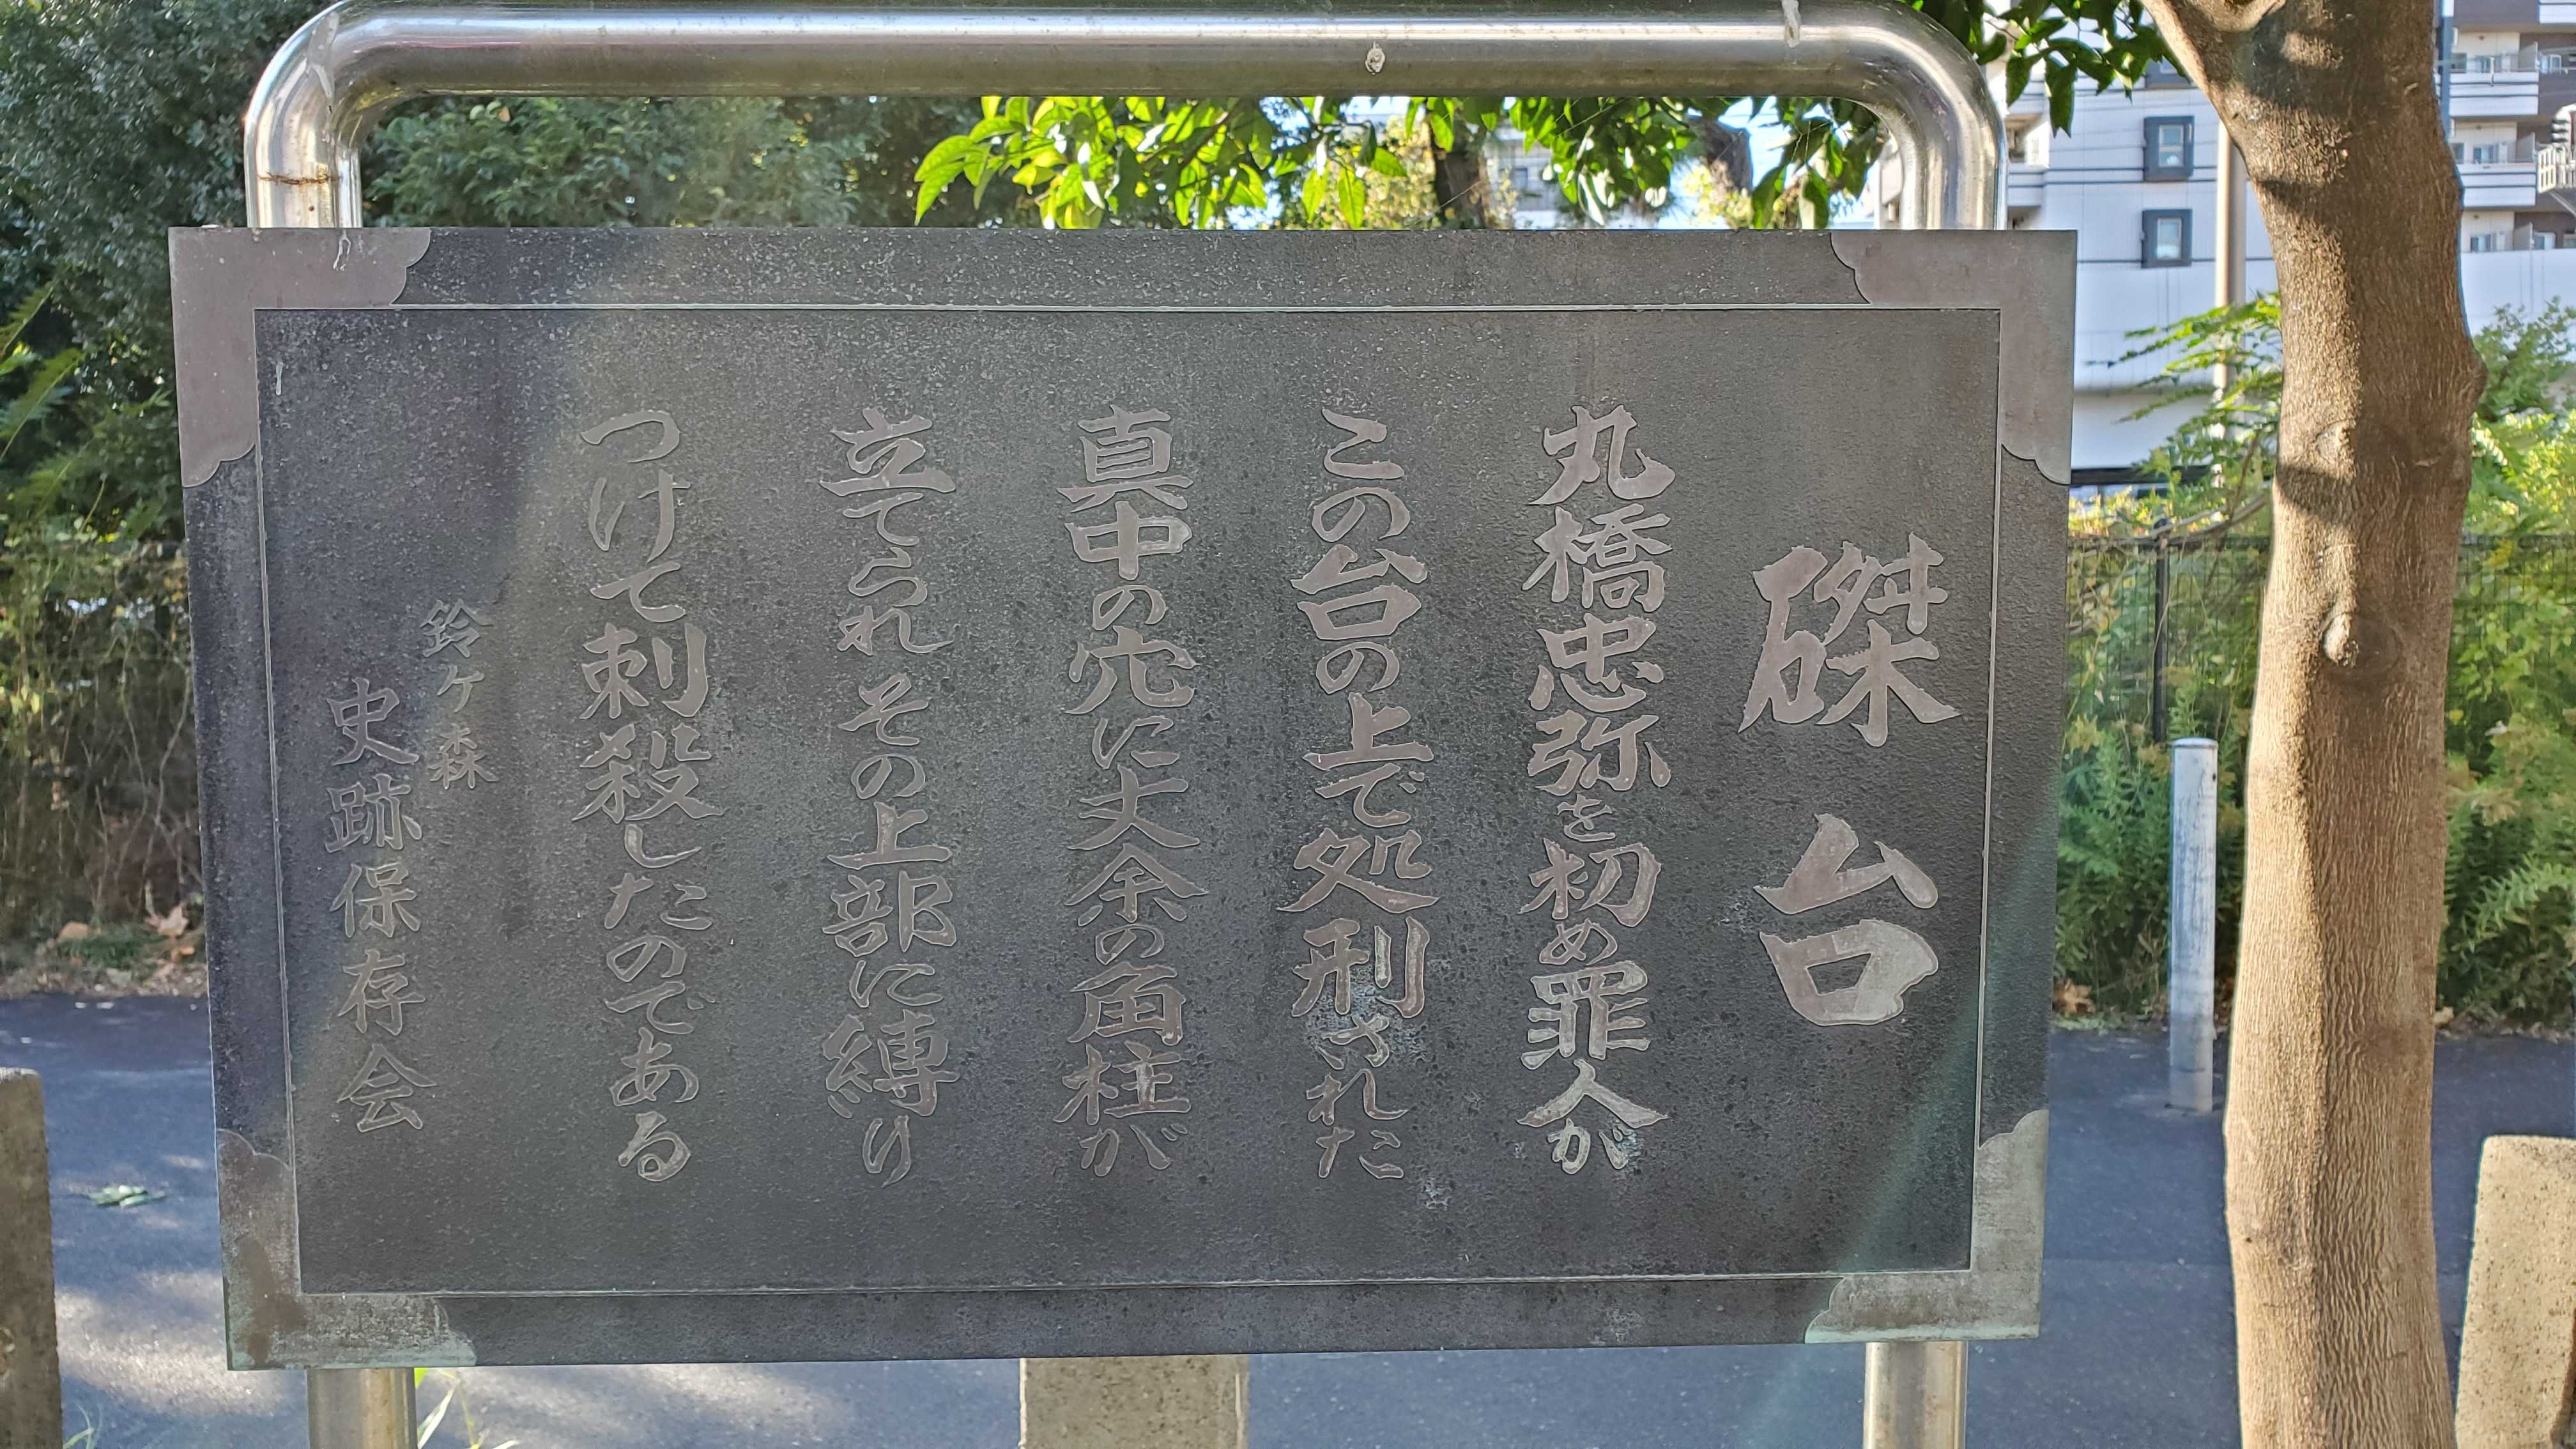 磔台
丸橋忠弥を初め罪人が
この台の上で処刑された
真中の穴に丈余の角柱が
立てられその上部に縛り
つけて刺殺したのである
鈴ケ森
史跡保存会